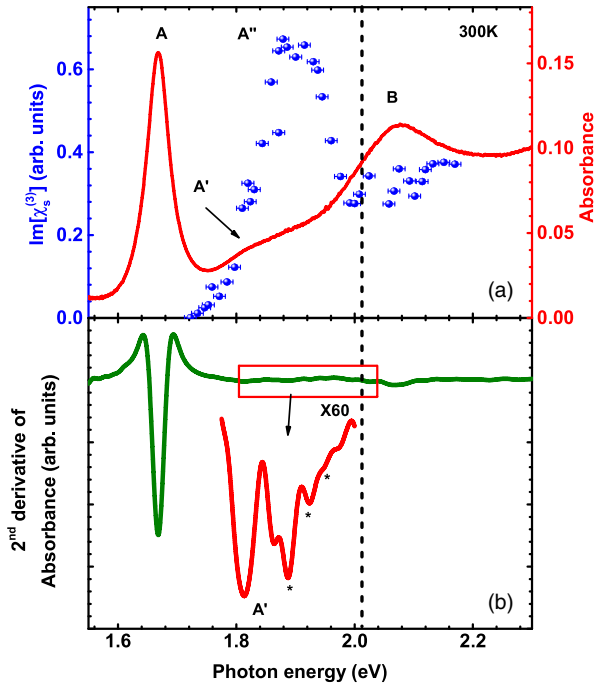 A
A"
300K
0.6
0.15
Im[χs(3)] (arb. units)
B
Absorbance
0.4
0.10
A'
0.2
0.05
(a)
0.0
0.00
2nd derivative of
Absorbance (arb. units)
X60
*
*
*
A'
(b)
1.6
1.8
2.0
2.2
Photon energy (eV)